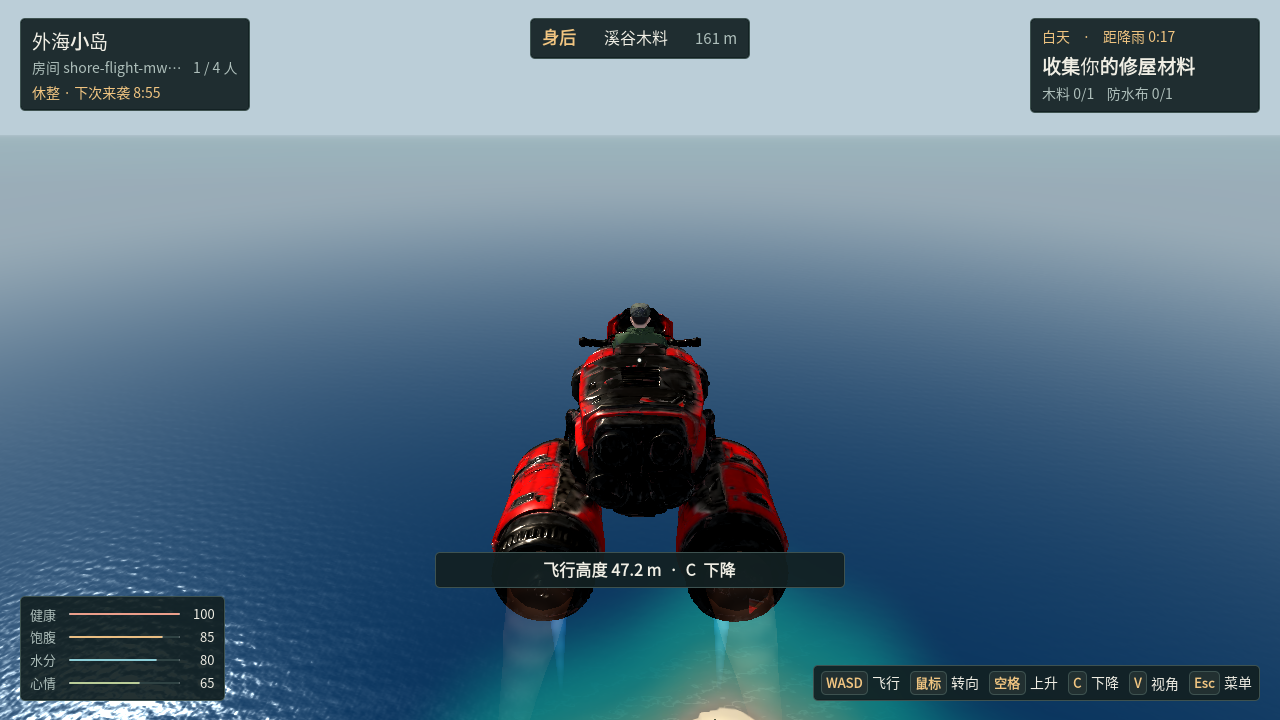 外海小岛
房间 shore-flight-mw··· 1 / 4 人
休整 · 下次来袭 8:55
身后 溪谷木料 161 m
白天 · 距降雨 0:17
收集你的修屋材料
木料 0/1 防水布 0/1
飞行高度 47.2 m · C 下降
健康 100
饱腹 85
水分 80
心情 65
WASD 飞行 鼠标 转向 空格 上升 C 下降 V 视角 Esc 菜单